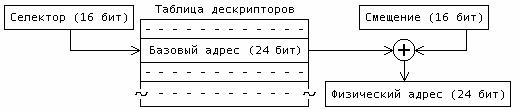 Таблица дескрипторов
Селектор (16 бит)
Смещение (16 бит)
Базовый адрес (24 бит)
+
Физический адрес (24 бит)